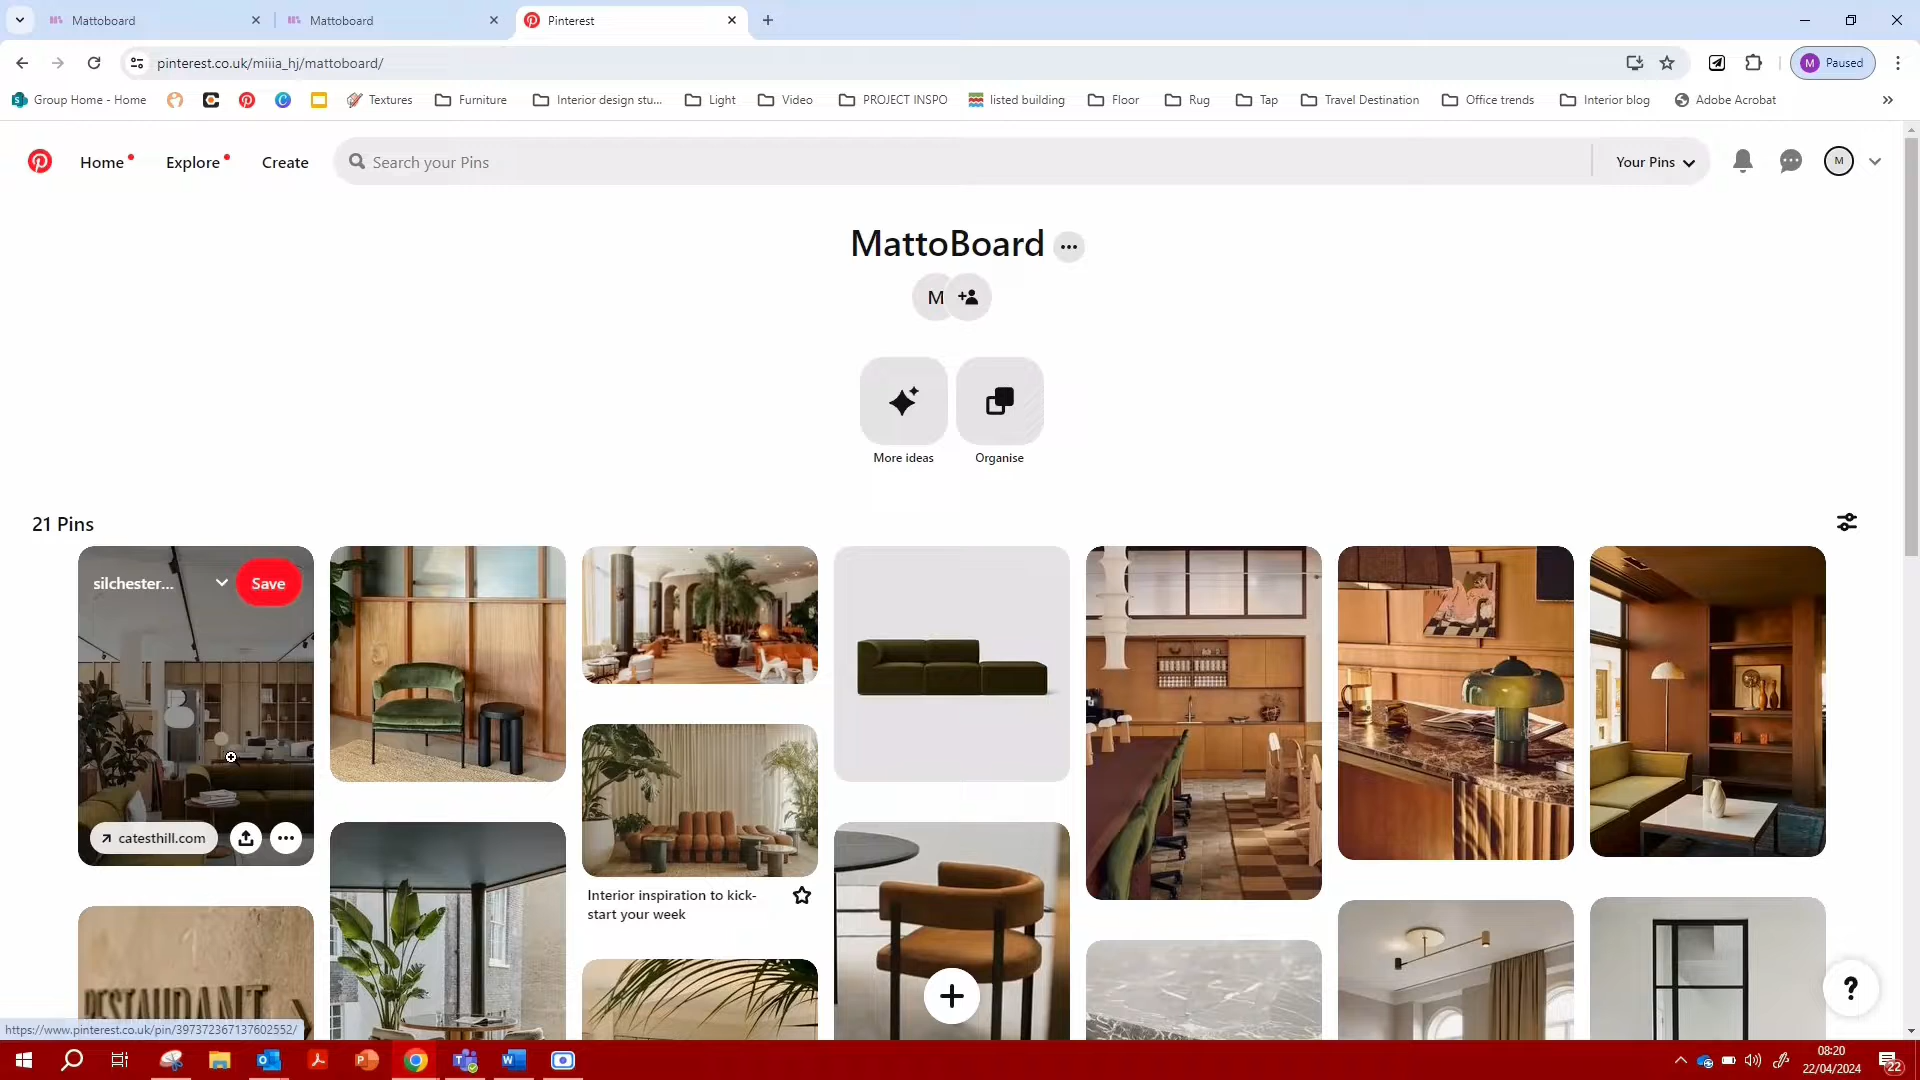 Mattoboard
Mattoboard
Pinterest
pinterest.co.uk/miiia_hj/mattoboard/
M Paused
Group Home - Home
Textures
Furniture
Interior design stu...
Light
Video
PROJECT INSPO
listed building
Floor
Rug
Tap
Travel Destination
Office trends
Interior blog
Adobe Acrobat
Home
Explore
Create
Search your Pins
Your Pins
M
MattoBoard
M
More ideas
Organise
21 Pins
silchester...
Save
catesthill.com
Interior inspiration to kick-
start your week
RESTAURANT
https://www.pinterest.co.uk/pin/397372367137602552/
08:20
22/04/2024
22